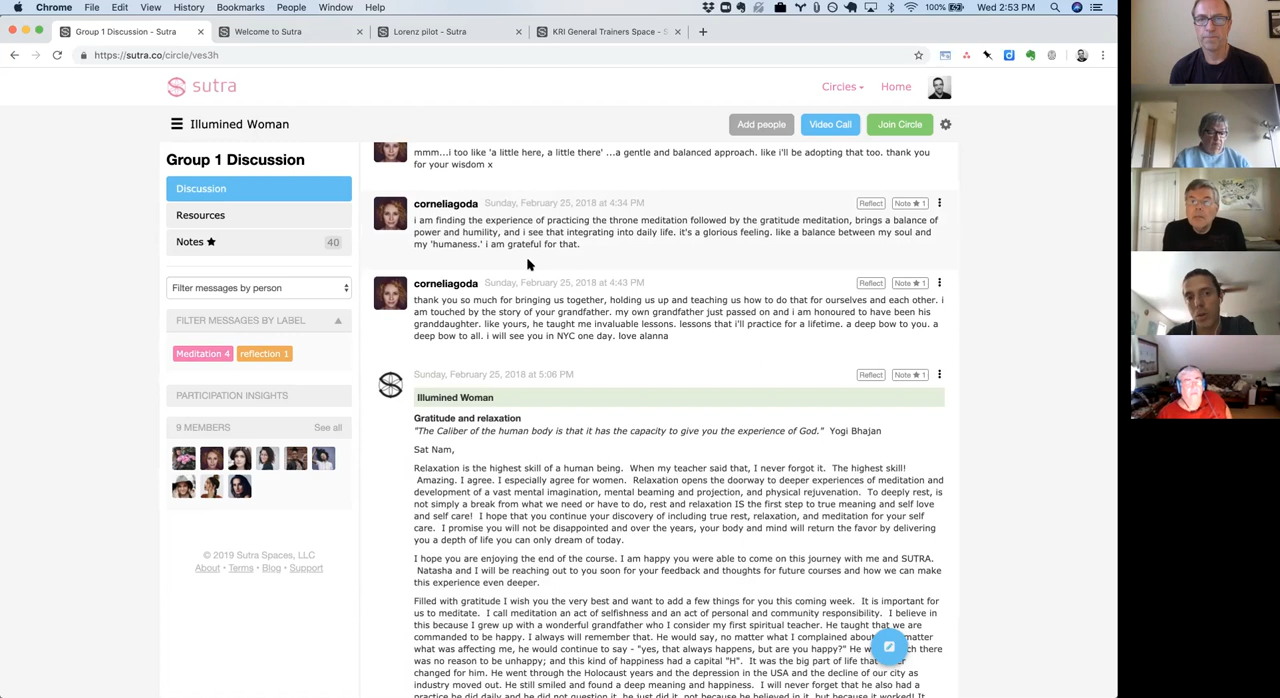 Chrome File Edit View History Bookmarks People Window Help 100% Wed 2:53 PM
Group 1 Discussion - Sutra Welcome to Sutra Lorenz pilot - Sutra KRI General Trainers Space - S
https://sutra.co/circle/ves3h
sutra Circles Home
Illumined Woman Add people Video Call Join Circle
Group 1 Discussion
Discussion
Resources
Notes 40
Filter messages by person
FILTER MESSAGES BY LABEL
Meditation 4 reflection 1
PARTICIPATION INSIGHTS
9 MEMBERS See all
© 2019 Sutra Spaces, LLC
About Terms Blog Support
mmm...i too like 'a little here, a little there' ...a gentle and balanced approach. like i'll be adopting that too. thank you
for your wisdom x
corneliagoda Sunday, February 25, 2018 at 4:34 PM Reflect Note ★ 1
i am finding the experience of practicing the throne meditation followed by the gratitude meditation, brings a balance of
power and humility, and i see that integrating into daily life. it's a glorious feeling. like a balance between my soul and
my 'humaness.' i am grateful for that.
corneliagoda Sunday, February 25, 2018 at 4:43 PM Reflect Note ★ 1
thank you so much for bringing us together, holding us up and teaching us how to do that for ourselves and each other. i
am touched by the story of your grandfather. my own grandfather just passed on and i am honoured to have been his
granddaughter. like yours, he taught me invaluable lessons. lessons that i'll practice for a lifetime. a deep bow to you. a
deep bow to all. i will see you in NYC one day. love alanna
Sunday, February 25, 2018 at 5:06 PM Reflect Note ★ 1
Illumined Woman
Gratitude and relaxation
"The Caliber of the human body is that it has the capacity to give you the experience of God." Yogi Bhajan
Sat Nam,
Relaxation is the highest skill of a human being. When my teacher said that, I never forgot it. The highest skill!
Amazing. I agree. I especially agree for women. Relaxation opens the doorway to deeper experiences of meditation and
development of a vast mental imagination, mental beaming and projection, and physical rejuvenation. To deeply rest, is
not simply a break from what we need or have to do, rest and relaxation IS the first step to true meaning and self love
and self care! I hope that you continue your discovery of including true rest, relaxation, and meditation for your self
care. I promise you will not be disappointed and over the years, your body and mind will return the favor by delivering
you a depth of life you can only dream of today.
I hope you are enjoying the end of the course. I am happy you were able to come on this journey with me and SUTRA.
Natasha and I will be reaching out to you soon for your feedback and thoughts for future courses and how we can make
this experience even deeper.
Filled with gratitude I wish you the very best and want to add a few things for you this coming week. It is important for
us to meditate. I call meditation an act of selfishness and an act of personal and community responsibility. I believe in
this because I grew up with a wonderful grandfather who I consider my first spiritual teacher. He taught that we are
commanded to be happy. I always will remember that. He would say, no matter what I complained about matter
what was affecting me, he would continue to say - "yes, that always happens, but are you happy?" He there
was no reason to be unhappy; and this kind of happiness had a capital "H". It was the big part of life that
changed for him. He went through the Holocaust years and the depression in the USA and the decline of our city as
industry moved out. He still smiled and found a deep meaning and happiness. I will never forget that he also had a
practice he did daily and he did not question it, he just did it, not because he believed in it, but because it worked! It